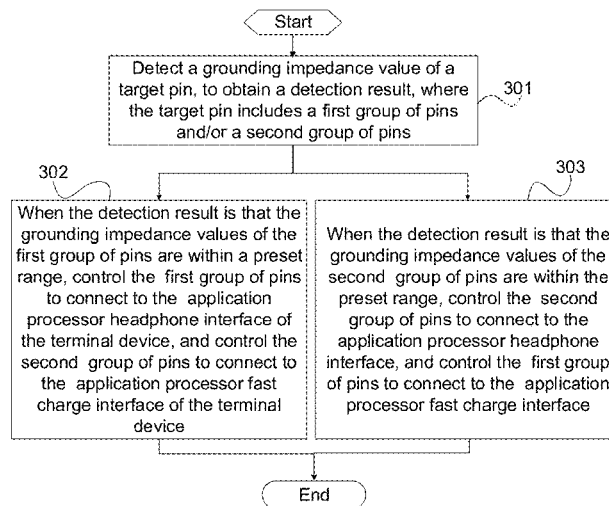 Start
Detect a grounding impedance value of a
target pin, to obtain a detection result, where
the target pin includes a first group of pins
and/or a second group of pins
301
302
When the detection result is that the
grounding impedance values of the
first group of pins are within a preset
range, control the first group of pins
to connect to the application
processor headphone interface of
the terminal device, and control the
second group of pins to connect to
the application processor fast
charge interface of the terminal
device
303
When the detection result is that the
grounding impedance values of the
second group of pins are within the
preset range, control the second
group of pins to connect to the
application processor headphone
interface, and control the first group
of pins to connect to the application
processor fast charge interface
End